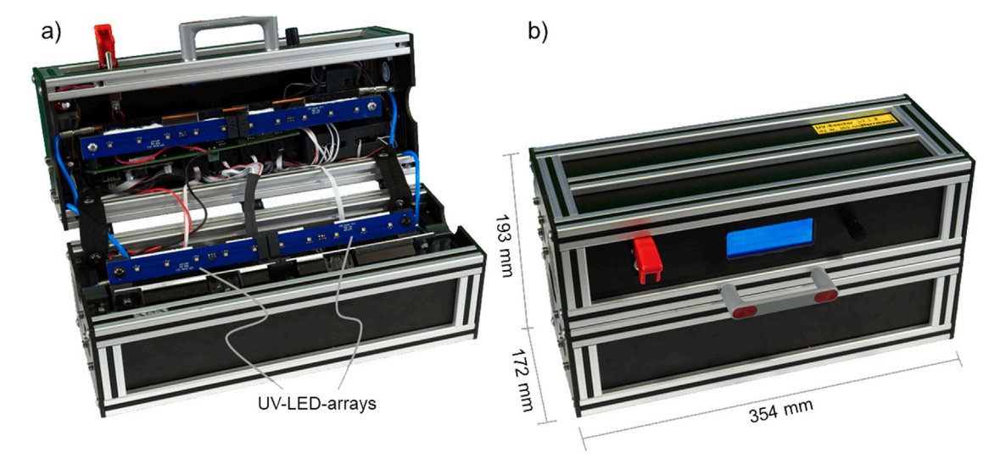 a)
b)
UV-Reactor
193 mm
172 mm
354 mm
UV-LED-arrays